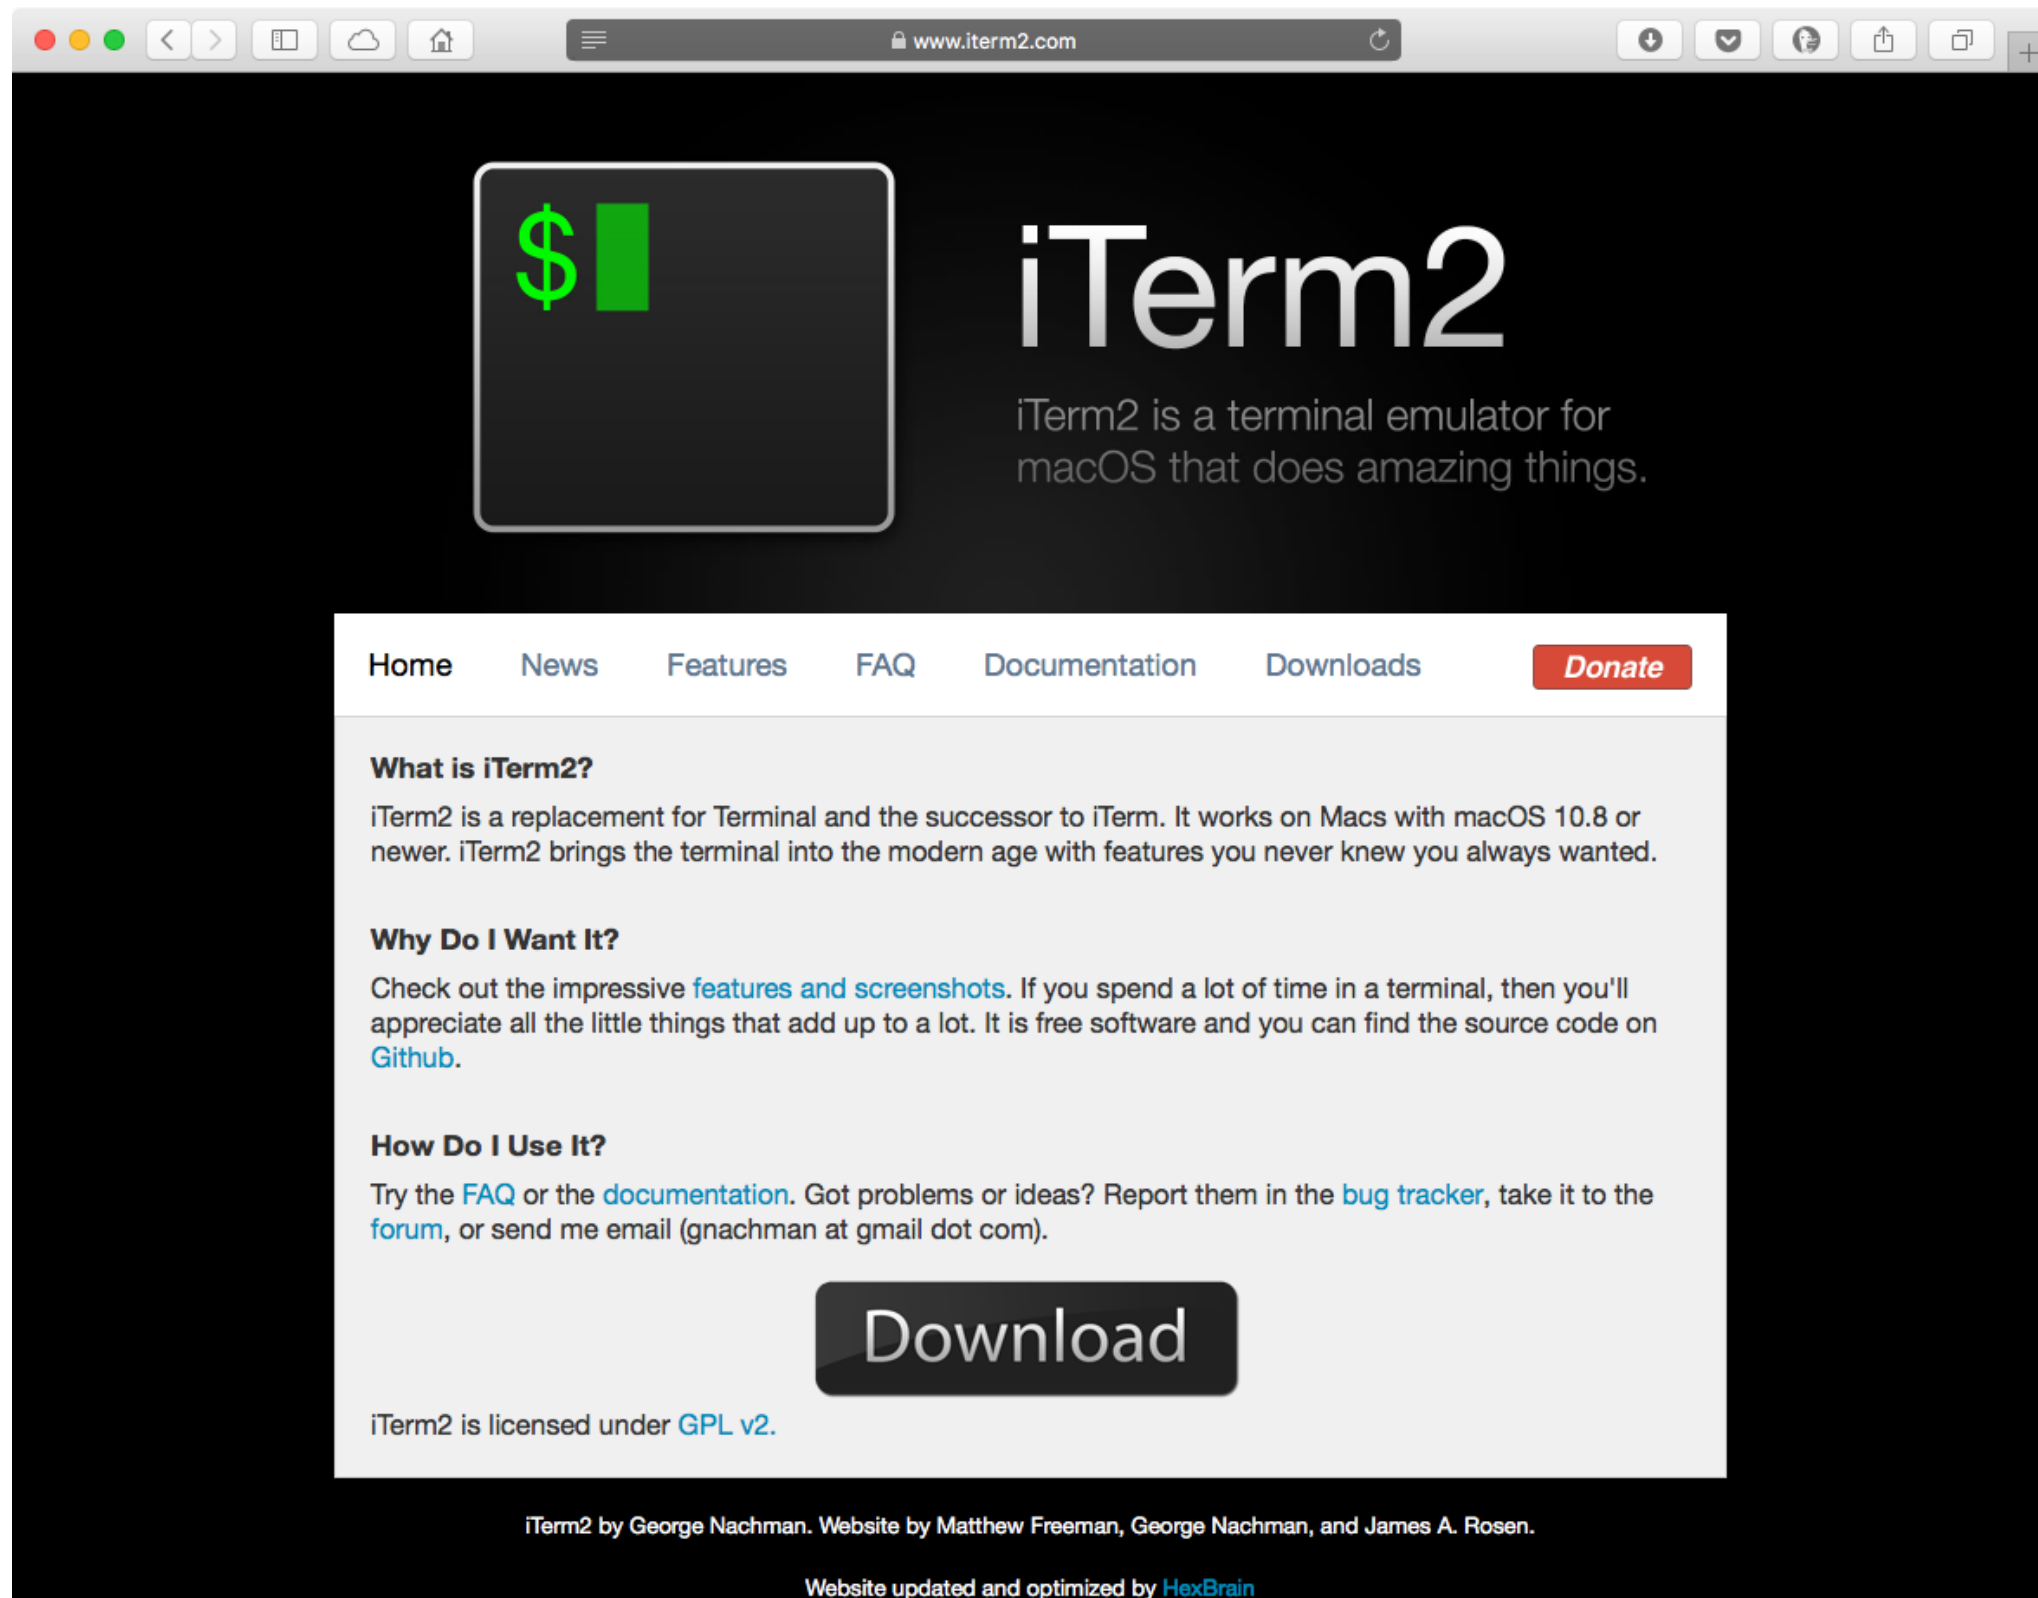 www.iterm2.com
$
iTerm2
iTerm2 is a terminal emulator for
macOS that does amazing things.
Home News Features FAQ Documentation Downloads Donate
What is iTerm2?
iTerm2 is a replacement for Terminal and the successor to iTerm. It works on Macs with macOS 10.8 or
newer. iTerm2 brings the terminal into the modern age with features you never knew you always wanted.
Why Do I Want It?
Check out the impressive features and screenshots. If you spend a lot of time in a terminal, then you'll
appreciate all the little things that add up to a lot. It is free software and you can find the source code on
Github.
How Do I Use It?
Try the FAQ or the documentation. Got problems or ideas? Report them in the bug tracker, take it to the
forum, or send me email (gnachman at gmail dot com).
Download
iTerm2 is licensed under GPL v2.
iTerm2 by George Nachman. Website by Matthew Freeman, George Nachman, and James A. Rosen.
Website updated and optimized by HexBrain